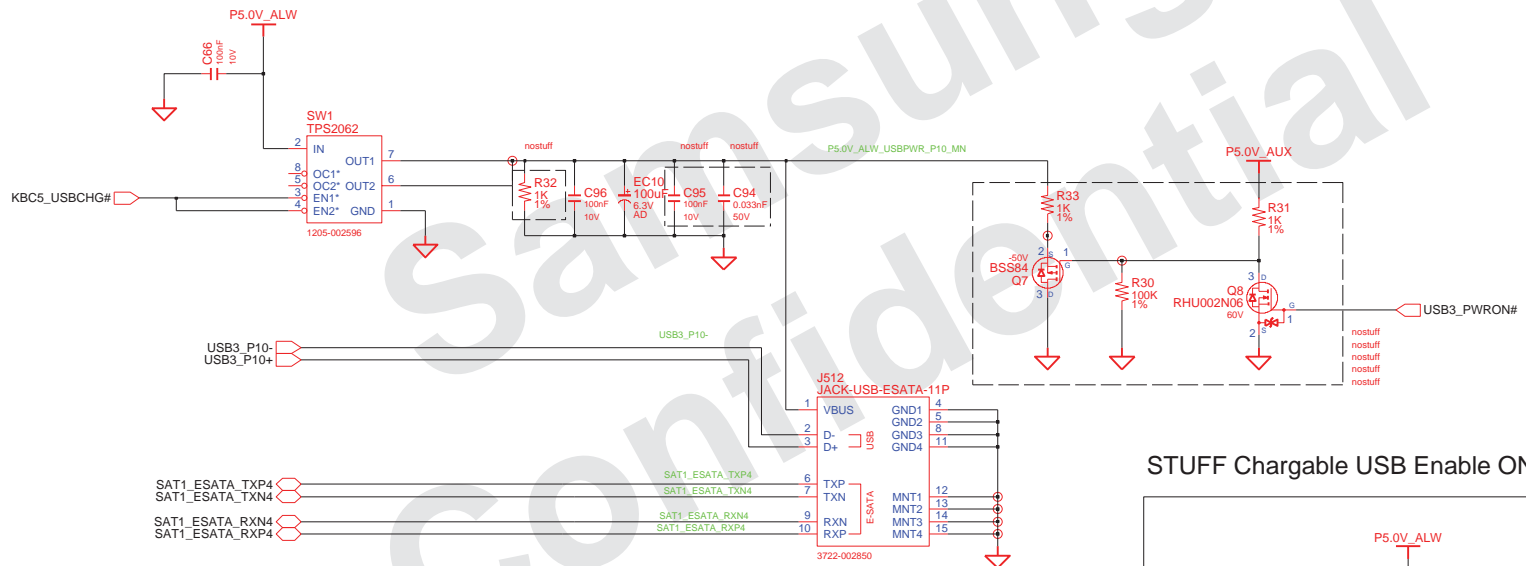 Samsung
Confidential
P5.0V_ALW
C66
100nF
10V
SW1
TPS2062
2 IN
OUT1 7
8 OC1*
5 OC2* OUT2 6
3 EN1*
4 EN2* GND 1
1205-002596
KBC5_USBCHG#
nostuff
R32
1K
1%
C96
100nF
10V
EC10
100uF
6.3V
AD
nostuff
C95
100nF
10V
nostuff
C94
0.033nF
50V
P5.0V_ALW_USBPWR_P10_MN
P5.0V_AUX
R33
1K
1%
R31
1K
1%
2 S 1
G
-50V
BSS84
Q7
3 D
R30
100K
1%
3 D
Q8
RHU002N06
60V
G
1
2 S
USB3_PWRON#
nostuff
nostuff
nostuff
nostuff
nostuff
USB3_P10-
USB3_P10-
USB3_P10+
J512
JACK-USB-ESATA-11P
1 VBUS GND1 4
GND2 5
2 D- GND3 8
3 D+ GND4 11
USB
6 TXP
7 TXN MNT1 12
MNT2 13
9 RXN MNT3 14
10 RXP MNT4 15
E-SATA
3722-002850
SAT1_ESATA_TXP4 SAT1_ESATA_TXP4
SAT1_ESATA_TXN4 SAT1_ESATA_TXN4
SAT1_ESATA_RXN4 SAT1_ESATA_RXN4
SAT1_ESATA_RXP4 SAT1_ESATA_RXP4
STUFF Chargable USB Enable ON
P5.0V_ALW